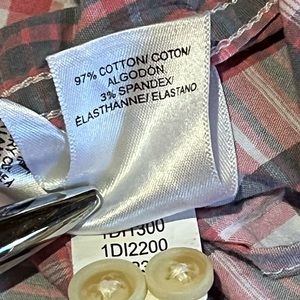 97% COTTON/ COTON/
ALGODÓN
3% SPANDEX/
ÉLASTHANNE/ ELASTANO
1DI1300
1DI2200